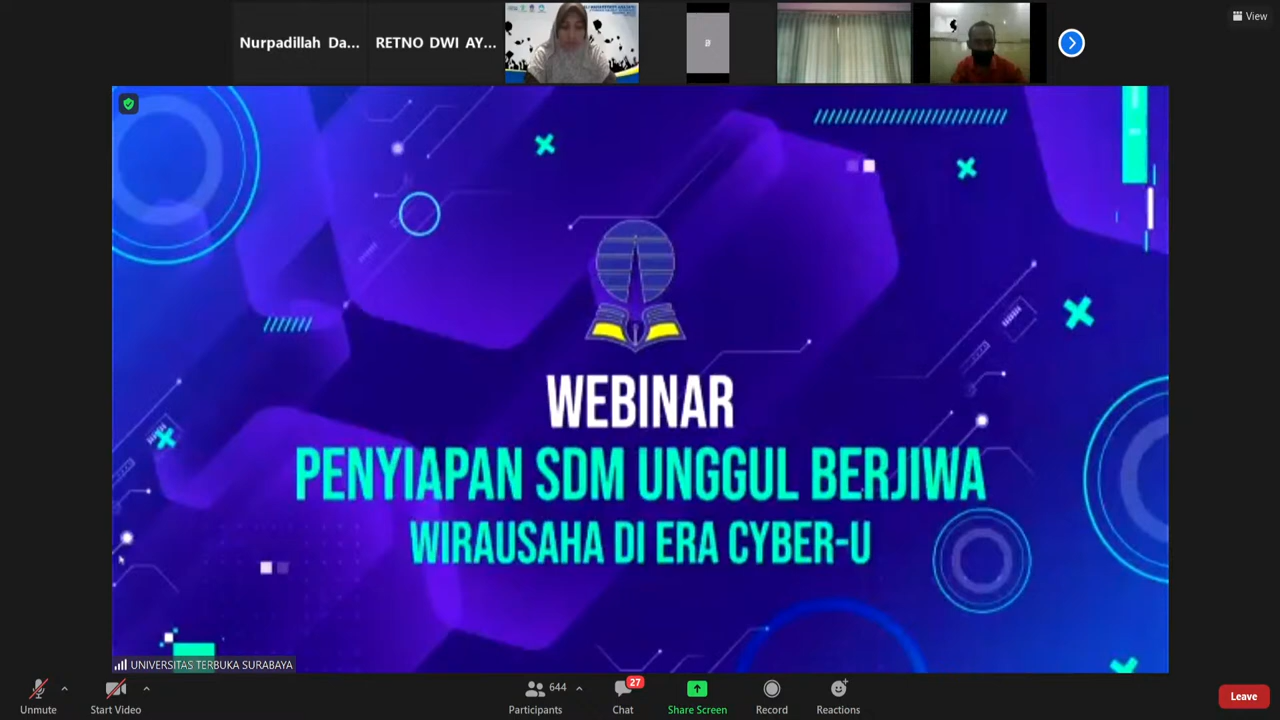 View
Nurpadillah Da...
RETNO DWI AY...
WEBINAR
PENYIAPAN SDM UNGGUL BERJIWA
WIRAUSAHA DI ERA CYBER-U
UNIVERSITAS TERBUKA SURABAYA
Unmute
Start Video
644
Participants
27
Chat
Share Screen
Record
Reactions
Leave